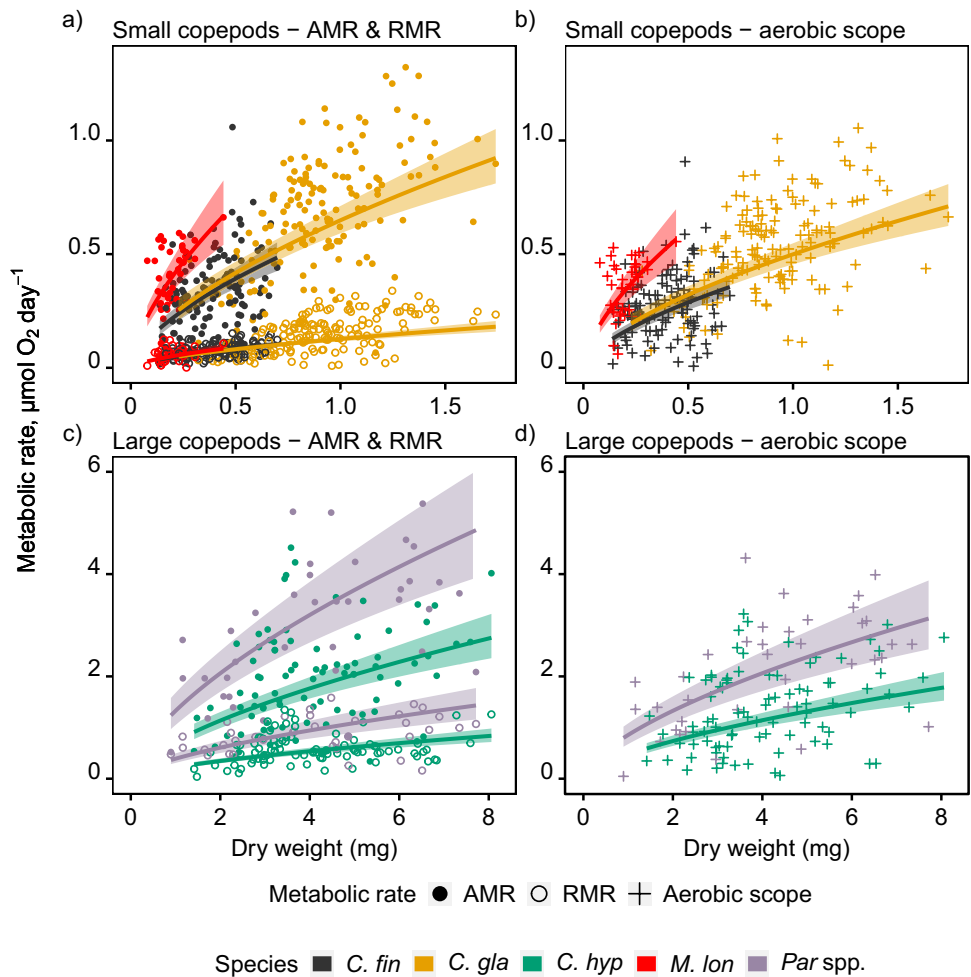 a)
Small copepods − AMR & RMR
b)
Small copepods − aerobic scope
1.0
0.5
0
1.0
0.5
0
0
0.5
1.0
1.5
0
0.5
1.0
1.5
Metabolic rate, μmol O₂ day⁻¹
c)
Large copepods − AMR & RMR
d)
Large copepods − aerobic scope
6
4
2
0
6
4
2
0
0
2
4
6
8
0
2
4
6
8
Dry weight (mg)
Dry weight (mg)
Metabolic rate AMR RMR Aerobic scope
Species C. fin C. gla C. hyp M. lon Par spp.